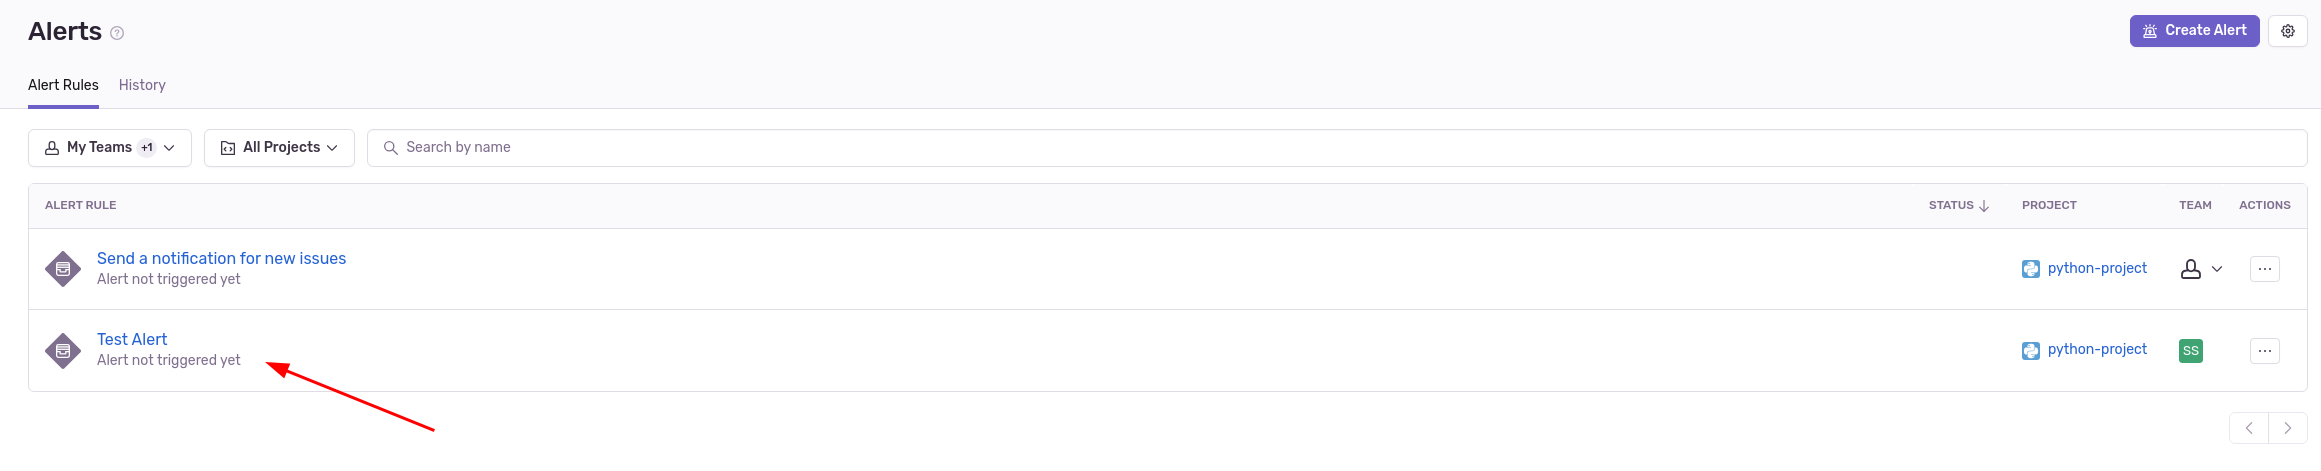 Alerts ?
Create Alert
Alert Rules History
My Teams +1 All Projects Search by name
ALERT RULE STATUS PROJECT TEAM ACTIONS
Send a notification for new issues
Alert not triggered yet
python-project
Test Alert
Alert not triggered yet
python-project SS